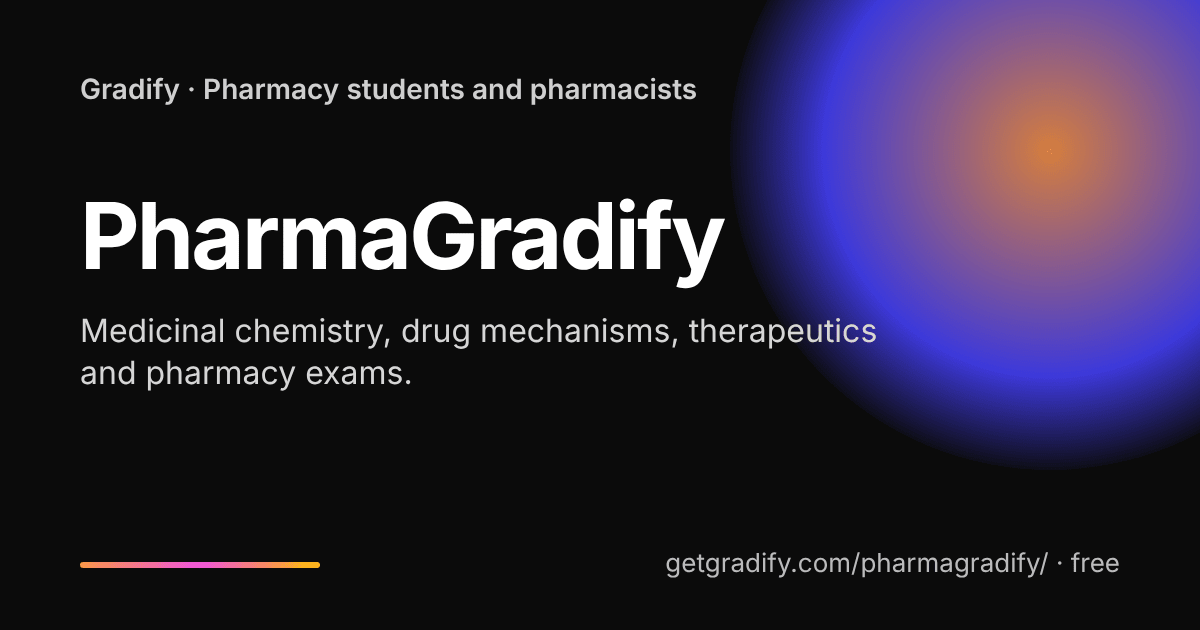 Gradify · Pharmacy students and pharmacists
PharmaGradify
Medicinal chemistry, drug mechanisms, therapeutics
and pharmacy exams.
getgradify.com/pharmagradify/ · free